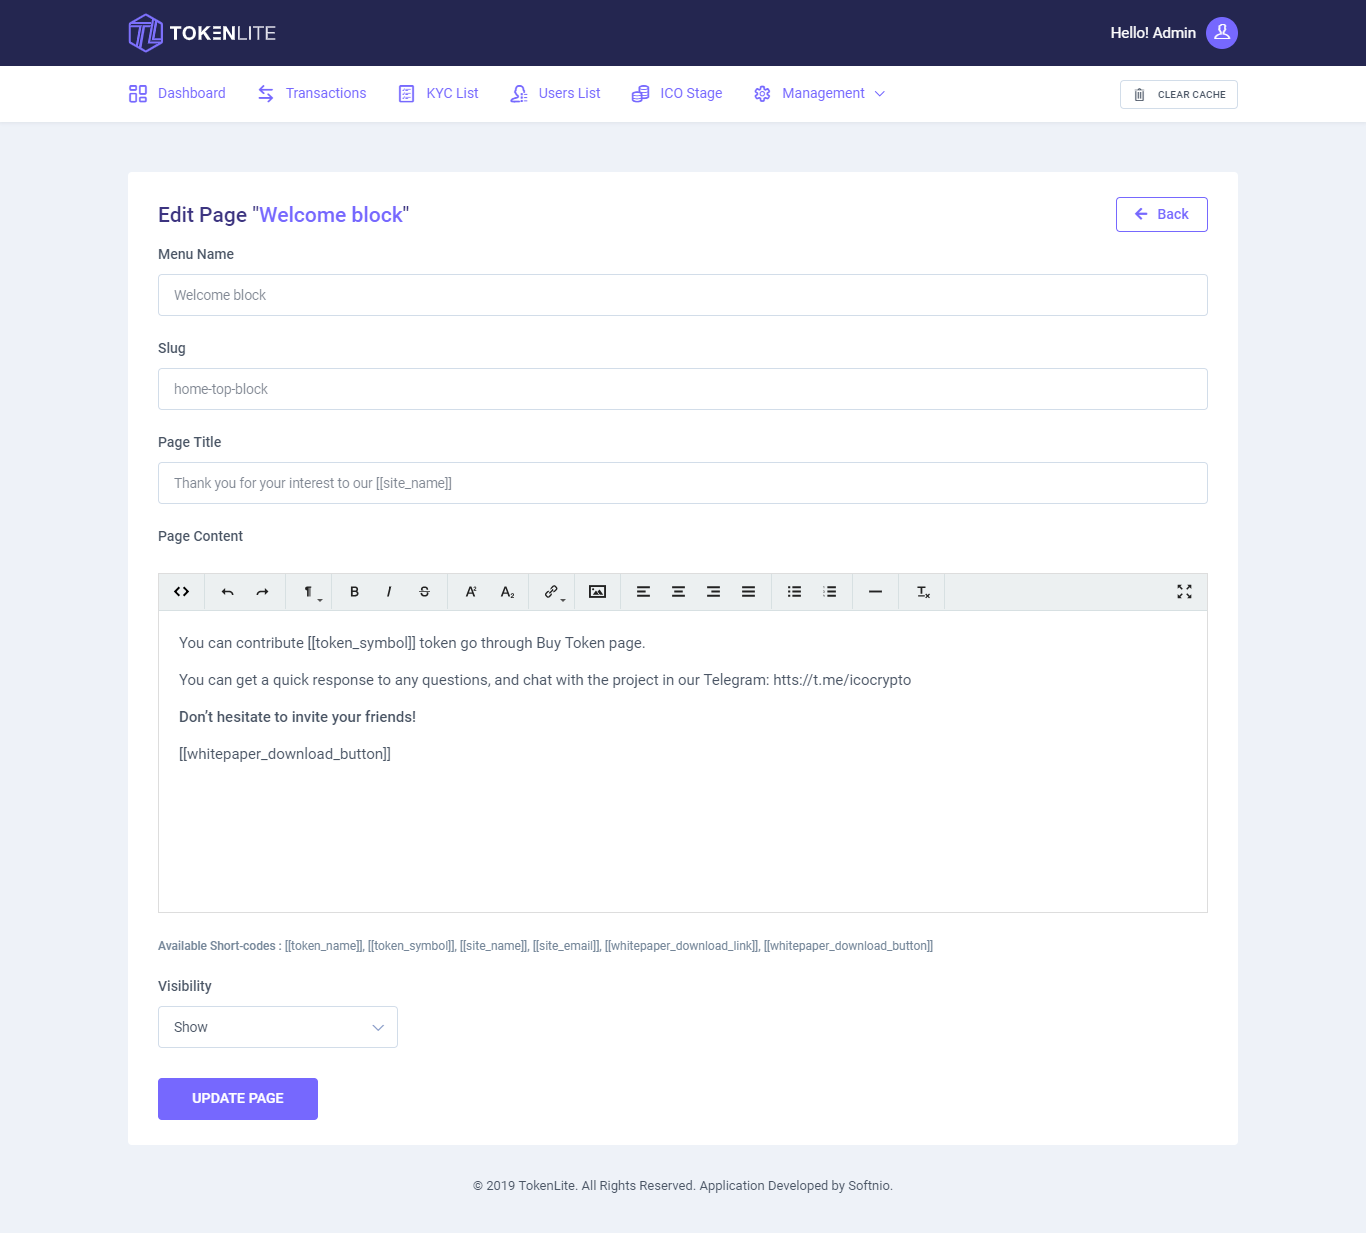 TOKENLITE
Hello! Admin
Dashboard Transactions KYC List Users List ICO Stage Management CLEAR CACHE
Edit Page "Welcome block"
Back
Menu Name
Welcome block
Slug
home-top-block
Page Title
Thank you for your interest to our [[site_name]]
Page Content
You can contribute [[token_symbol]] token go through Buy Token page.
You can get a quick response to any questions, and chat with the project in our Telegram: htts://t.me/icocrypto
Don’t hesitate to invite your friends!
[[whitepaper_download_button]]
Available Short-codes : [[token_name]], [[token_symbol]], [[site_name]], [[site_email]], [[whitepaper_download_link]], [[whitepaper_download_button]]
Visibility
Show
UPDATE PAGE
© 2019 TokenLite. All Rights Reserved. Application Developed by Softnio.